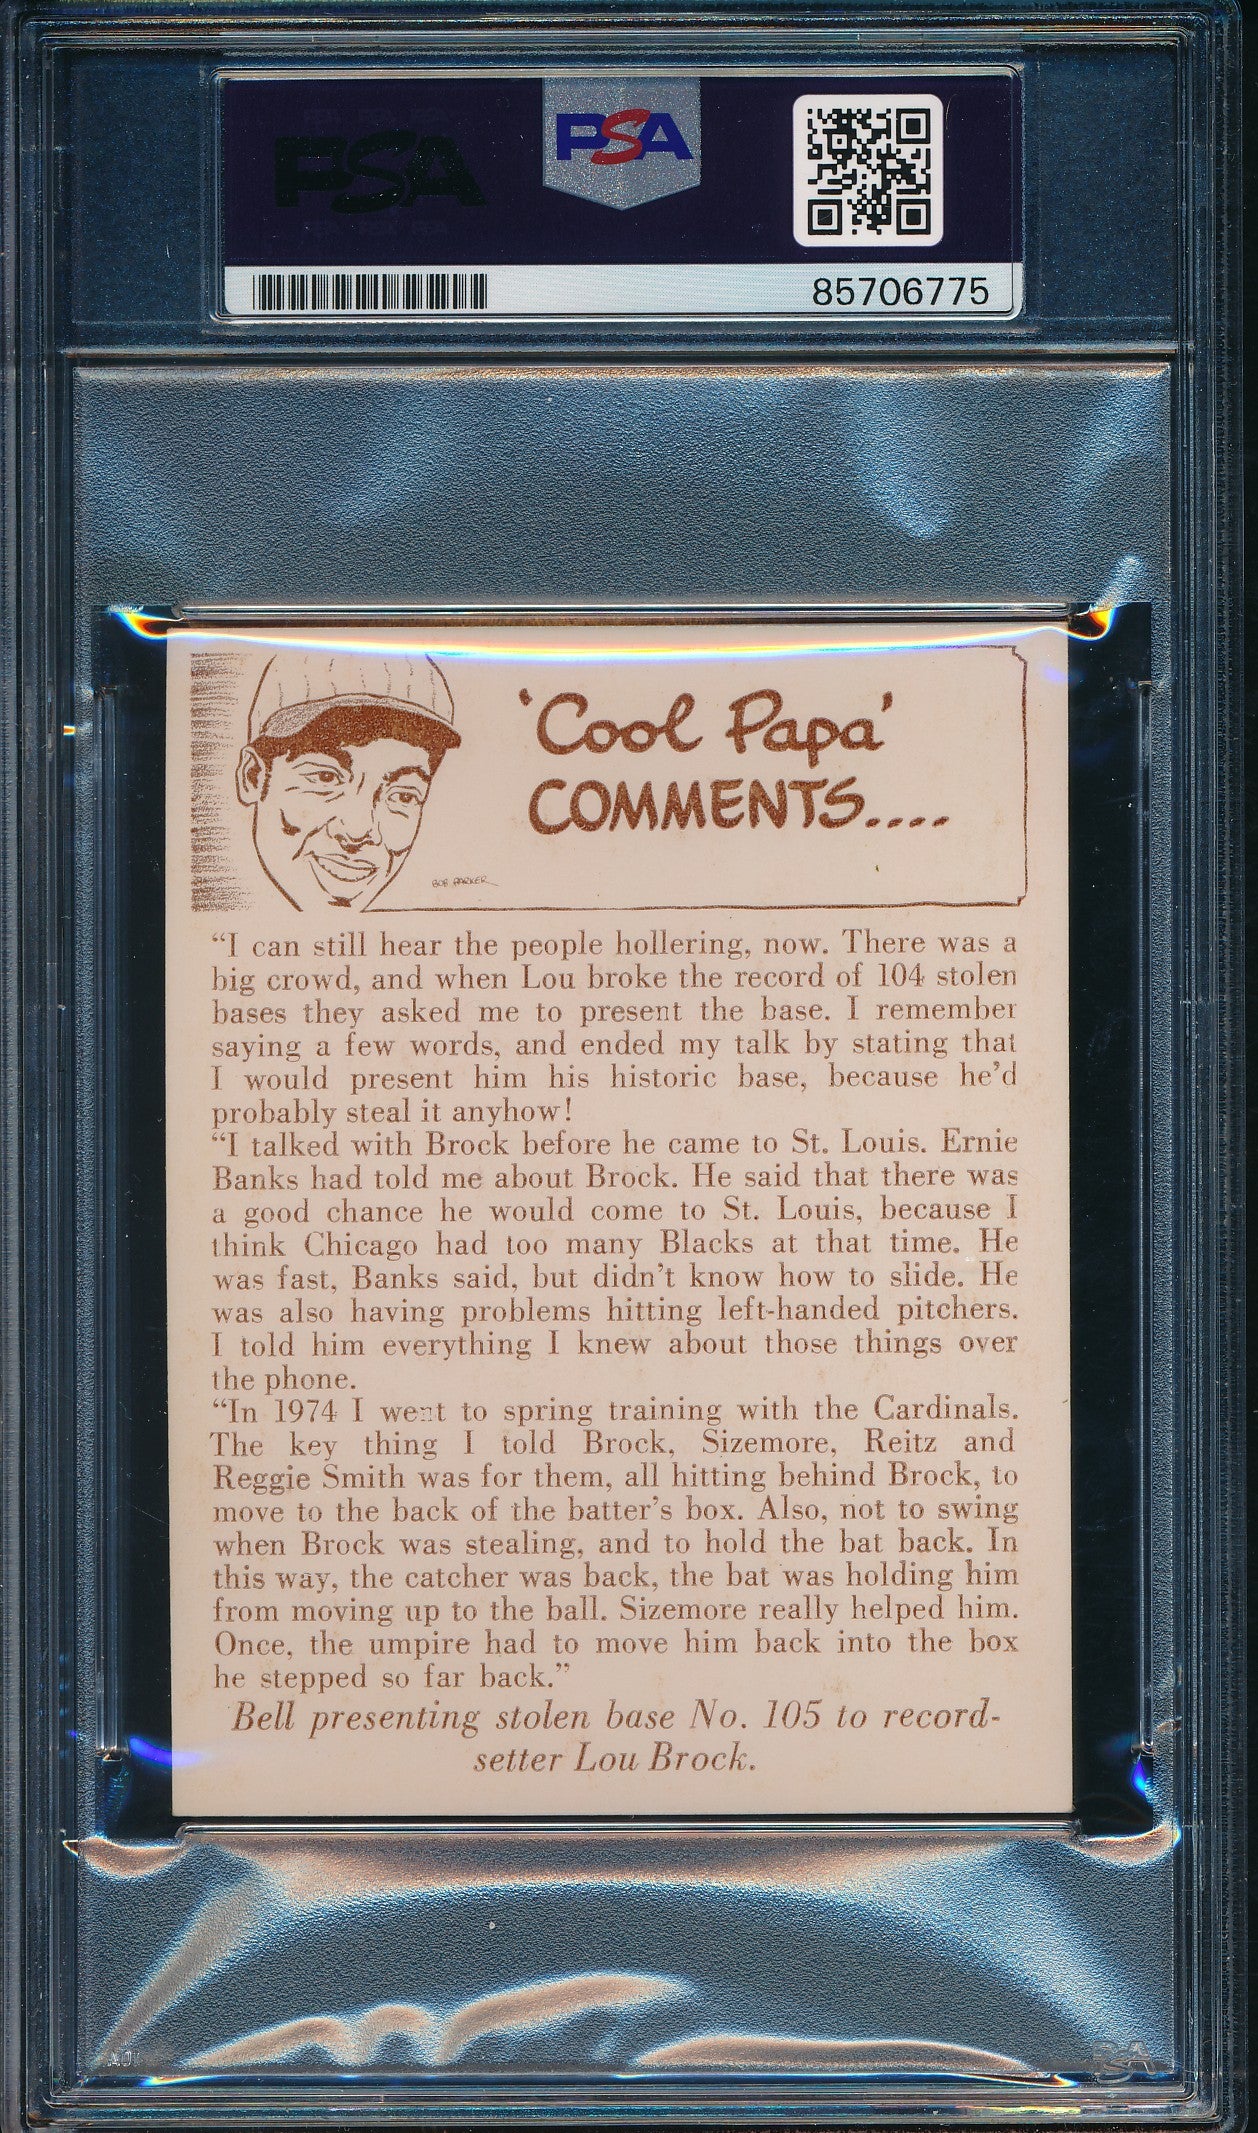 PSA
PSA
85706775
'Cool Papa'
COMMENTS....
BOB PARKER
“I can still hear the people hollering, now. There was a
big crowd, and when Lou broke the record of 104 stolen
bases they asked me to present the base. I remember
saying a few words, and ended my talk by stating that
I would present him his historic base, because he’d
probably steal it anyhow!
“I talked with Brock before he came to St. Louis. Ernie
Banks had told me about Brock. He said that there was
a good chance he would come to St. Louis, because I
think Chicago had too many Blacks at that time. He
was fast, Banks said, but didn’t know how to slide. He
was also having problems hitting left-handed pitchers.
I told him everything I knew about those things over
the phone.
“In 1974 I went to spring training with the Cardinals.
The key thing I told Brock, Sizemore, Reitz and
Reggie Smith was for them, all hitting behind Brock, to
move to the back of the batter’s box. Also, not to swing
when Brock was stealing, and to hold the bat back. In
this way, the catcher was back, the bat was holding him
from moving up to the ball. Sizemore really helped him.
Once, the umpire had to move him back into the box
he stepped so far back.”
Bell presenting stolen base No. 105 to record-
setter Lou Brock.
PSA